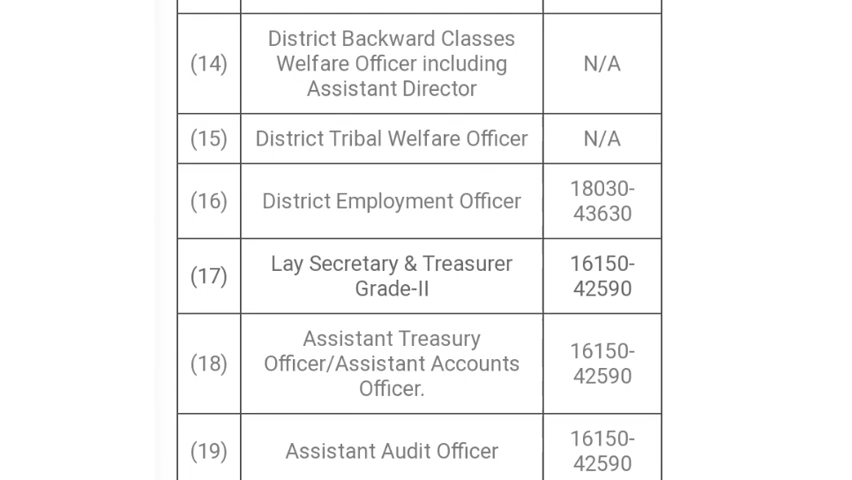 (14) District Backward Classes Welfare Officer including Assistant Director N/A
(15) District Tribal Welfare Officer N/A
(16) District Employment Officer 18030-43630
(17) Lay Secretary & Treasurer Grade-II 16150-42590
(18) Assistant Treasury Officer/Assistant Accounts Officer. 16150-42590
(19) Assistant Audit Officer 16150-42590